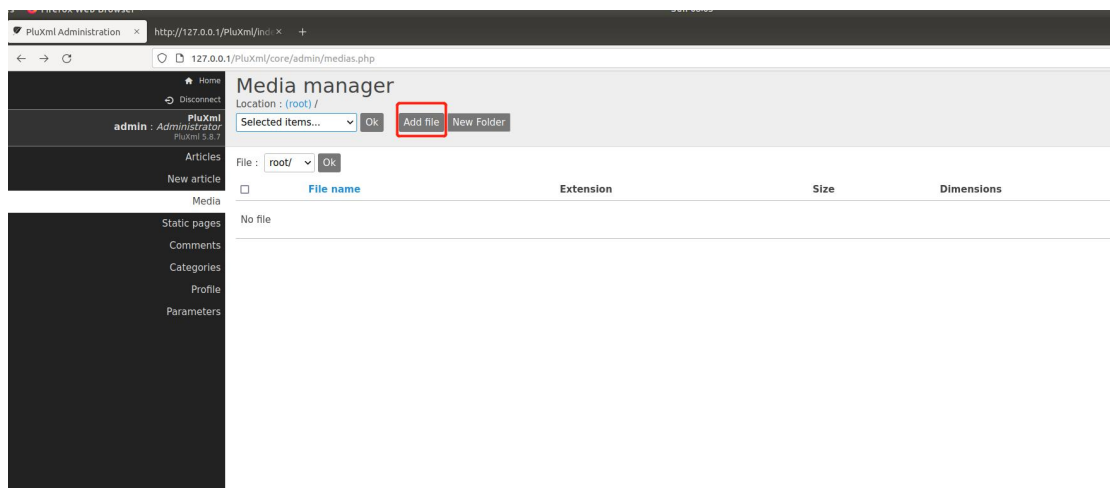 PluXml Administration × http://127.0.0.1/PluXml/inde × +
127.0.0.1/PluXml/core/admin/medias.php
Home
Disconnect
PluXml
admin : Administrator
PluXml 5.8.7
Articles
New article
Media
Static pages
Comments
Categories
Profile
Parameters
Media manager
Location : (root) /
Selected items... Ok Add file New Folder
File : root/ Ok
File name Extension Size Dimensions
No file